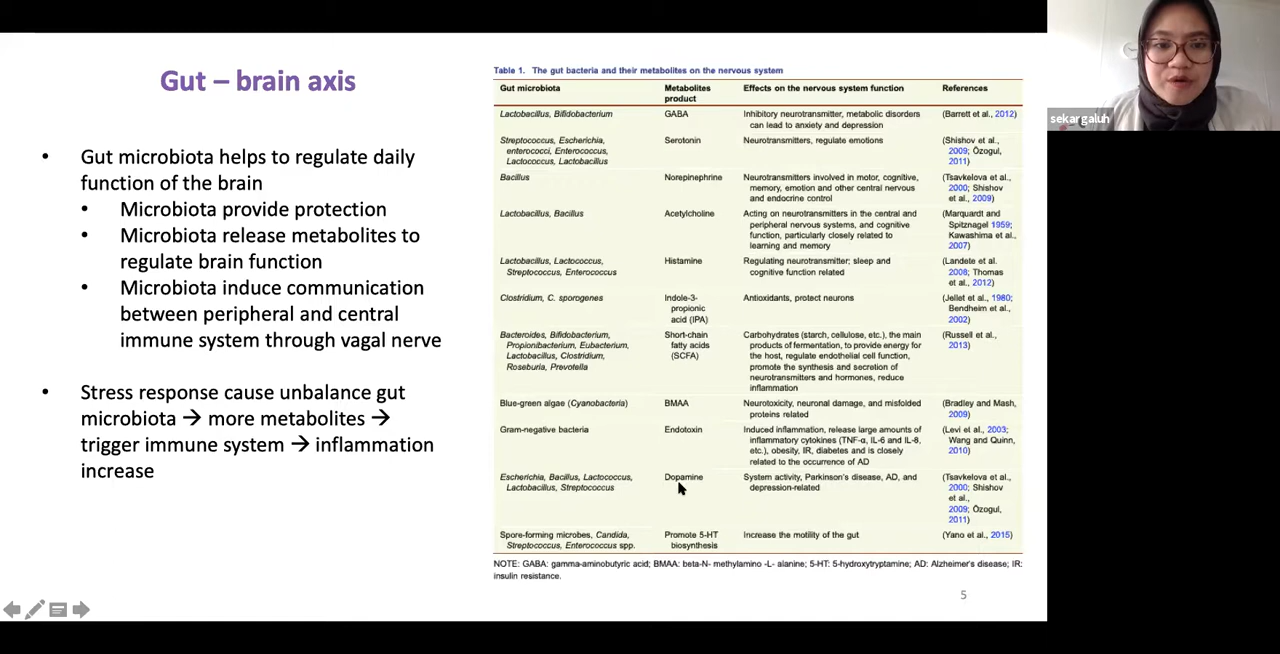 Gut – brain axis
• Gut microbiota helps to regulate daily
function of the brain
• Microbiota provide protection
• Microbiota release metabolites to
regulate brain function
• Microbiota induce communication
between peripheral and central
immune system through vagal nerve
• Stress response cause unbalance gut
microbiota → more metabolites →
trigger immune system → inflammation
increase
Table 1. The gut bacteria and their metabolites on the nervous system
Gut microbiota Metabolites product Effects on the nervous system function References
Lactobacillus, Bifidobacterium GABA Inhibitory neurotransmitter, metabolic disorders (Barrett et al., 2012)
can lead to anxiety and depression
Streptococcus, Escherichia, Serotonin Neurotransmitters, regulate emotions (Shishov et al.,
enterococci, Enterococcus, 2009; Özogul,
Lactococcus, Lactobacillus 2011)
Bacillus Norepinephrine Neurotransmitters involved in motor, cognitive, (Tsavkelova et al.,
memory, emotion and other central nervous 2000; Shishov
and endocrine control et al., 2009)
Lactobacillus, Bacillus Acetylcholine Acting on neurotransmitters in the central and (Marquardt and
peripheral nervous systems, and cognitive Spitznagel 1959;
function, particularly closely related to Kawashima et al.,
learning and memory 2007)
Lactobacillus, Lactococcus, Histamine Regulating neurotransmitter; sleep and (Landete et al.
Streptococcus, Enterococcus cognitive function related 2008; Thomas
et al., 2012)
Clostridium, C. sporogenes Indole-3- Antioxidants, protect neurons (Jellet et al., 1980;
propionic Bendheim et al.,
acid (IPA) 2002)
Bacteroides, Bifidobacterium, Short-chain Carbohydrates (starch, cellulose, etc.), the main (Russell et al.,
Propionibacterium, Eubacterium, fatty acids products of fermentation, to provide energy for 2013)
Lactobacillus, Clostridium, (SCFA) the host, regulate endothelial cell function,
Roseburia, Prevotella promote the synthesis and secretion of
neurotransmitters and hormones, reduce
inflammation
Blue-green algae (Cyanobacteria) BMAA Neurotoxicity, neuronal damage, and misfolded (Bradley and Mash,
proteins related 2009)
Gram-negative bacteria Endotoxin Induced inflammation, release large amounts of (Levi et al., 2003;
inflammatory cytokines (TNF-α, IL-6 and IL-8, Wang and Quinn,
etc.), obesity, IR, diabetes and is closely 2010)
related to the occurrence of AD
Escherichia, Bacillus, Lactococcus, Dopamine System activity, Parkinson's disease, AD, and (Tsavkelova et al.,
Lactobacillus, Streptococcus depression-related 2000; Shishov
et al.,
2009; Özogul,
2011)
Spore-forming microbes, Candida, Promote 5-HT Increase the motility of the gut (Yano et al., 2015)
Streptococcus, Enterococcus spp. biosynthesis
NOTE: GABA: gamma-aminobutyric acid; BMAA: beta-N- methylamino -L- alanine; 5-HT: 5-hydroxytryptamine; AD: Alzheimer's disease; IR:
insulin resistance.
5
sekargaluh